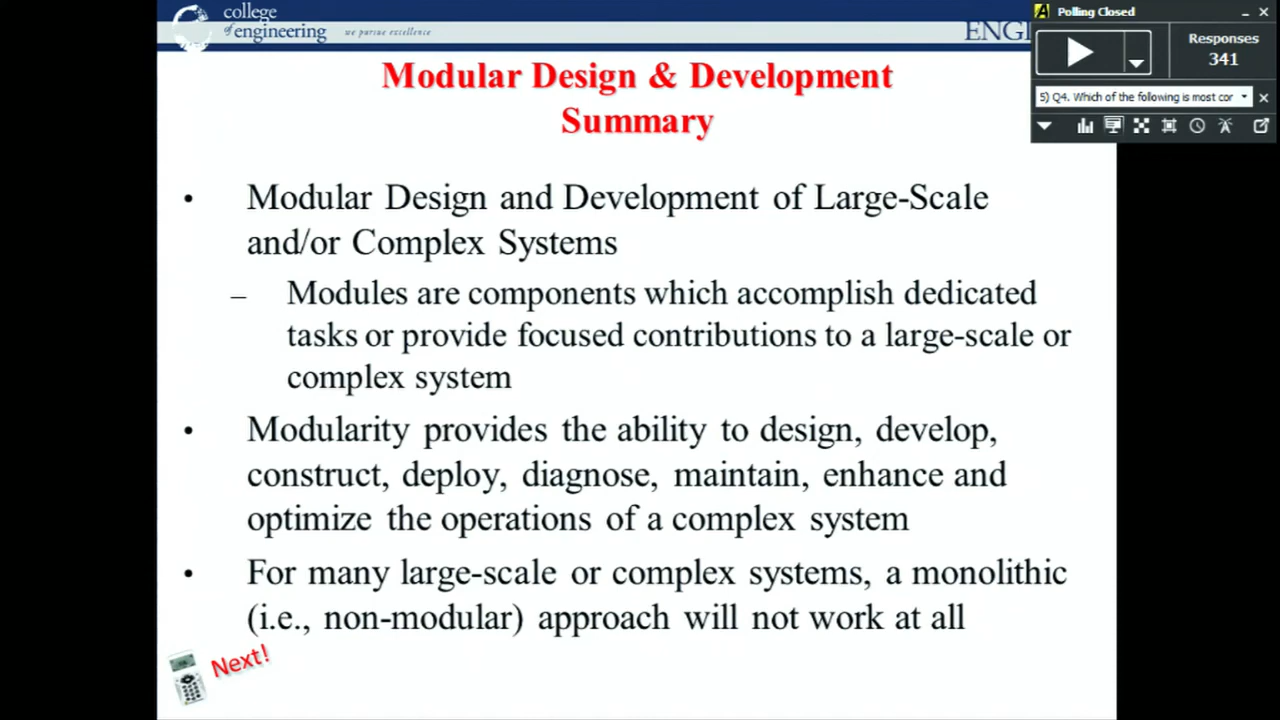 college
of engineering
we pursue excellence
ENGI
Polling Closed
Responses
341
5) Q4. Which of the following is most cor
Modular Design & Development
Summary
• Modular Design and Development of Large-Scale
and/or Complex Systems
– Modules are components which accomplish dedicated
tasks or provide focused contributions to a large-scale or
complex system
• Modularity provides the ability to design, develop,
construct, deploy, diagnose, maintain, enhance and
optimize the operations of a complex system
• For many large-scale or complex systems, a monolithic
(i.e., non-modular) approach will not work at all
Next!